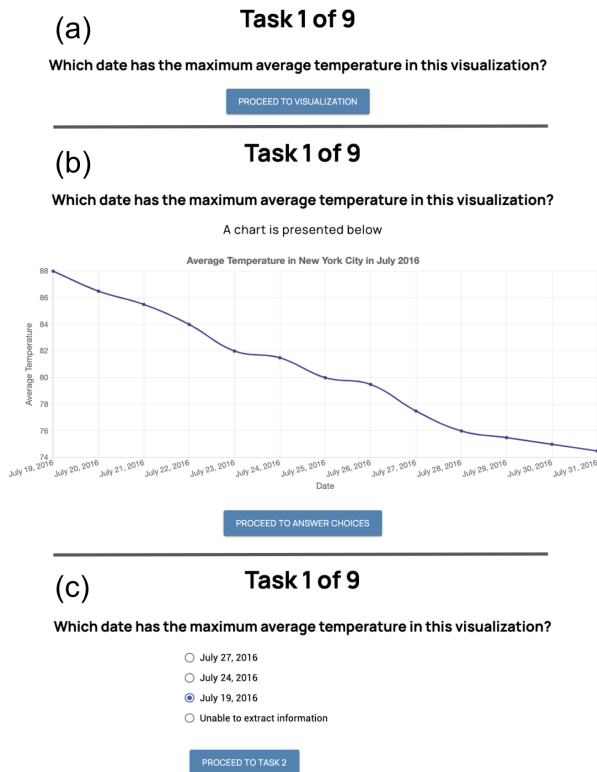 (a)
Task 1 of 9
Which date has the maximum average temperature in this visualization?
PROCEED TO VISUALIZATION
(b)
Task 1 of 9
Which date has the maximum average temperature in this visualization?
A chart is presented below
Average Temperature in New York City in July 2016
Average Temperature
88
86
84
82
80
78
76
74
July 19, 2016
July 20, 2016
July 21, 2016
July 22, 2016
July 23, 2016
July 24, 2016
July 25, 2016
July 26, 2016
July 27, 2016
July 28, 2016
July 29, 2016
July 30, 2016
July 31, 2016
Date
PROCEED TO ANSWER CHOICES
(c)
Task 1 of 9
Which date has the maximum average temperature in this visualization?
July 27, 2016
July 24, 2016
July 19, 2016
Unable to extract information
PROCEED TO TASK 2